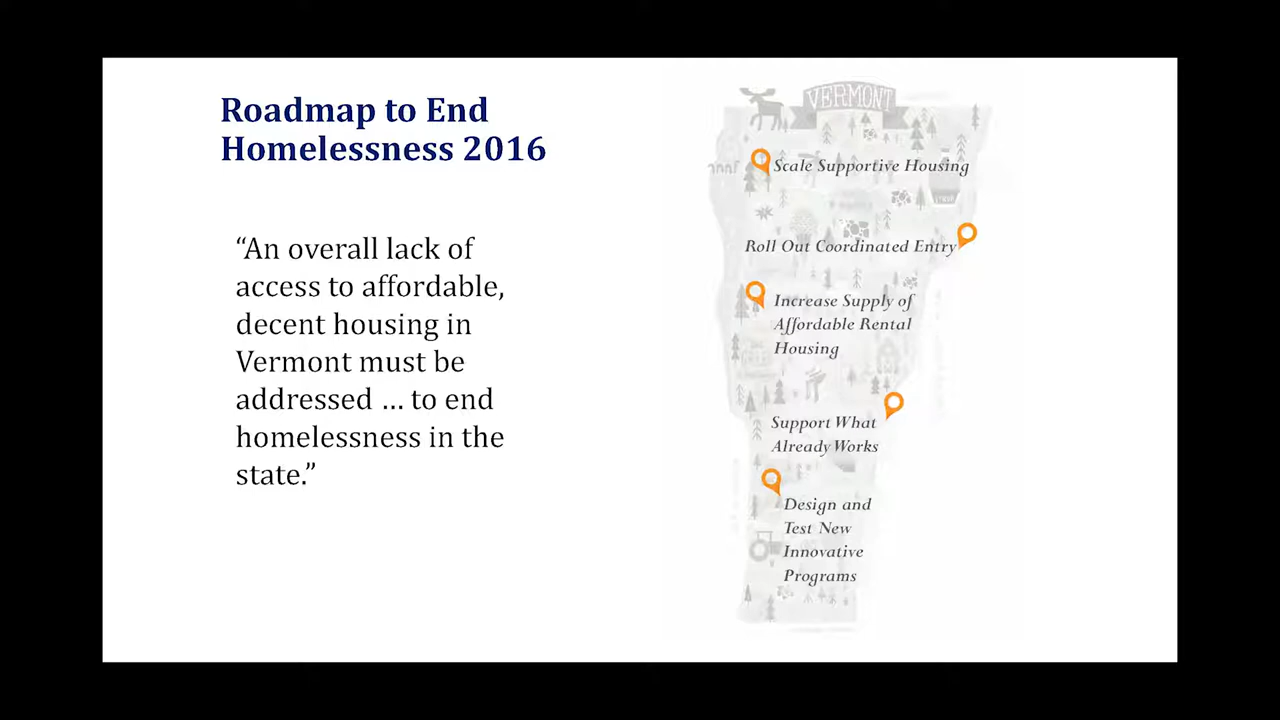 Roadmap to End
Homelessness 2016
“An overall lack of
access to affordable,
decent housing in
Vermont must be
addressed … to end
homelessness in the
state.”
VERMONT
Scale Supportive Housing
Roll Out Coordinated Entry
Increase Supply of
Affordable Rental
Housing
Support What
Already Works
Design and
Test New
Innovative
Programs